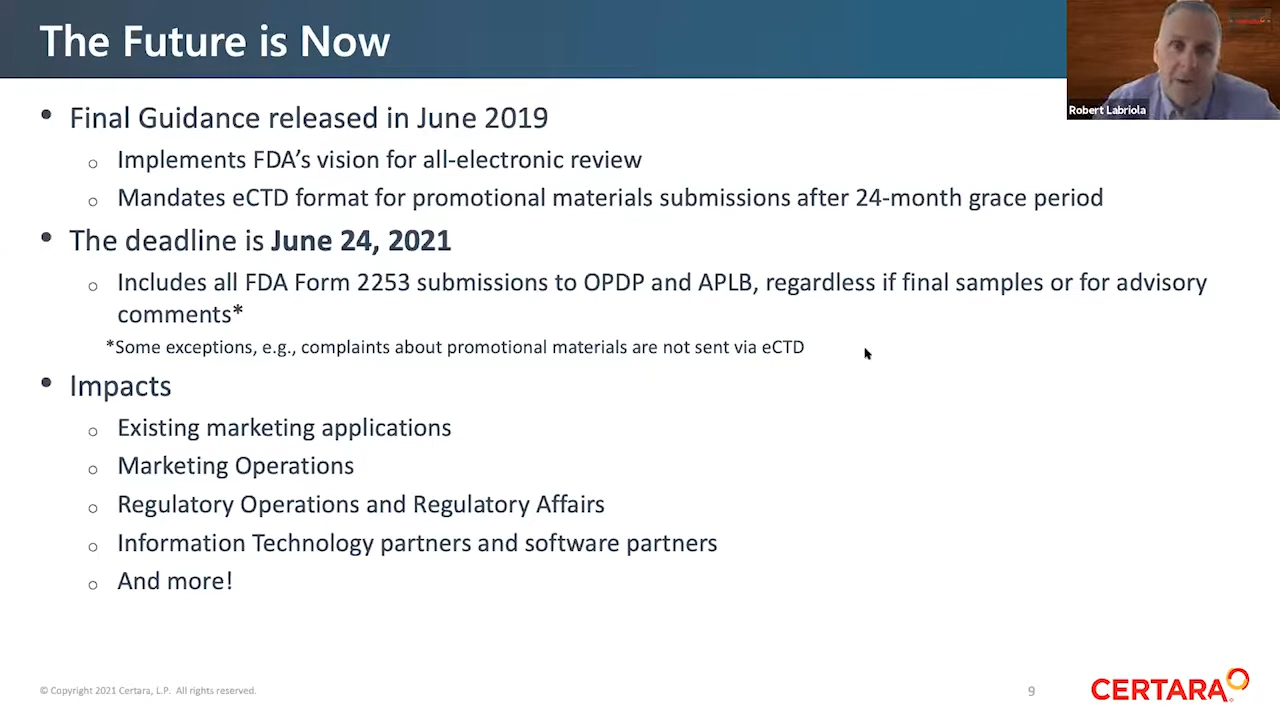 The Future is Now
Robert Labriola
• Final Guidance released in June 2019
o Implements FDA's vision for all-electronic review
o Mandates eCTD format for promotional materials submissions after 24-month grace period
• The deadline is June 24, 2021
o Includes all FDA Form 2253 submissions to OPDP and APLB, regardless if final samples or for advisory
comments*
*Some exceptions, e.g., complaints about promotional materials are not sent via eCTD
• Impacts
o Existing marketing applications
o Marketing Operations
o Regulatory Operations and Regulatory Affairs
o Information Technology partners and software partners
o And more!
© Copyright 2021 Certara, L.P. All rights reserved.
9
CERTARA